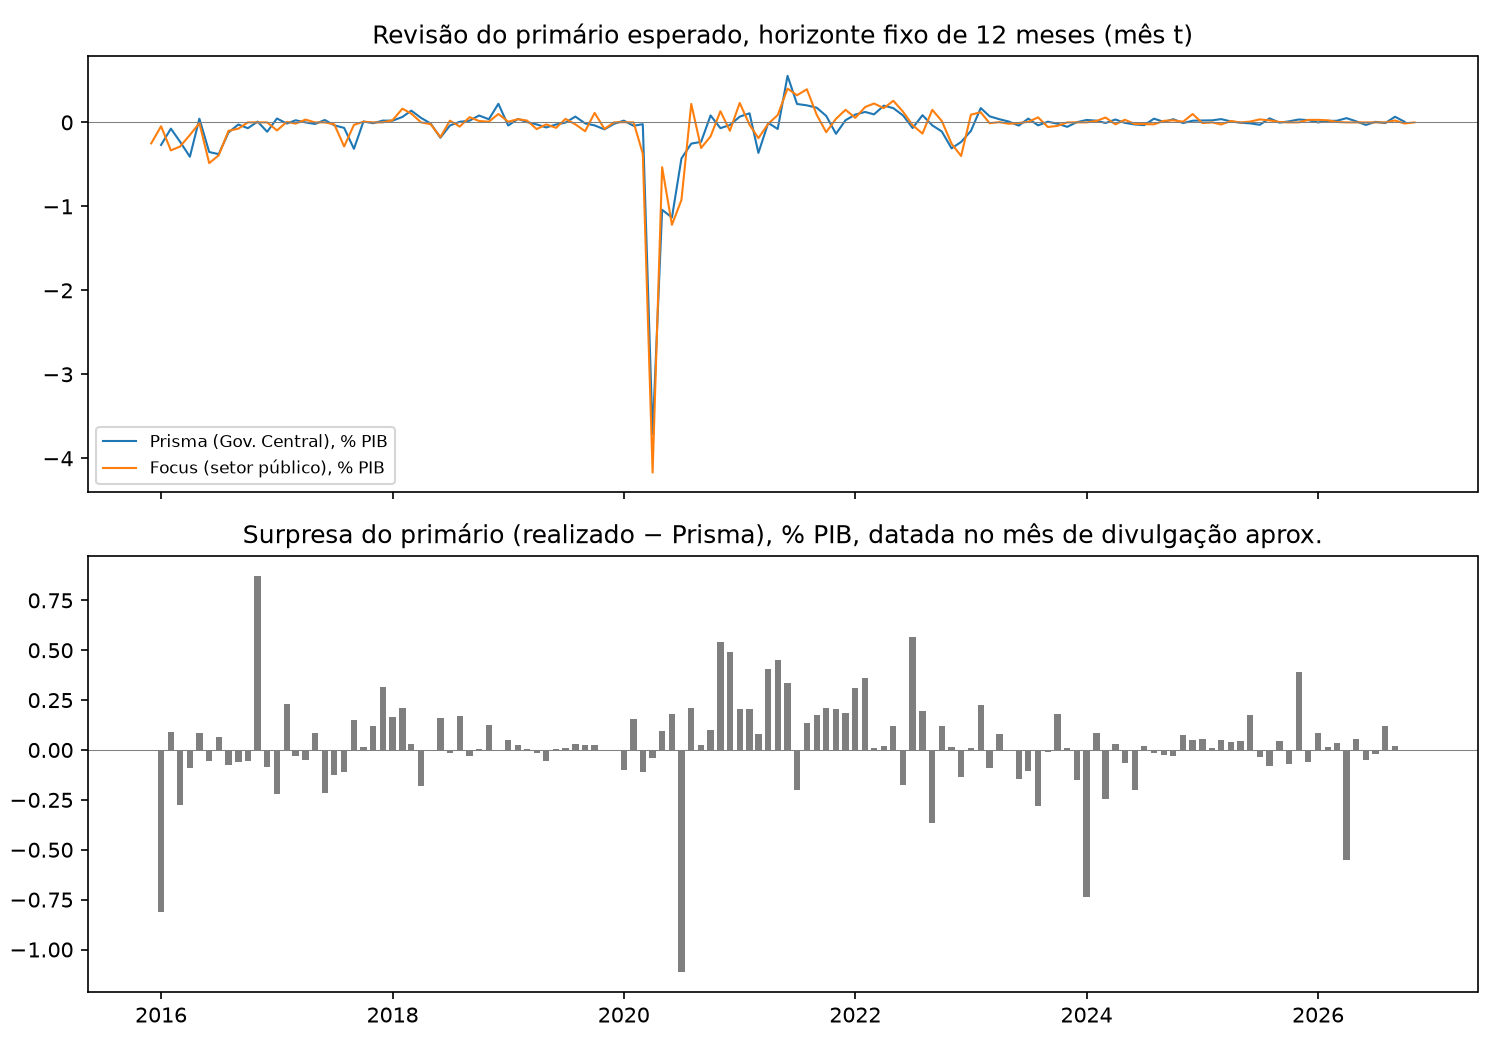 Revisão do primário esperado, horizonte fixo de 12 meses (mês t)
0
−1
−2
−3
−4
Prisma (Gov. Central), % PIB
Focus (setor público), % PIB
Surpresa do primário (realizado − Prisma), % PIB, datada no mês de divulgação aprox.
0.75
0.50
0.25
0.00
−0.25
−0.50
−0.75
−1.00
2016 2018 2020 2022 2024 2026